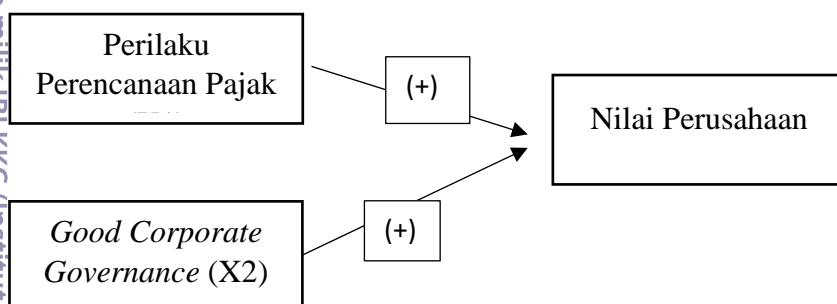 Perilaku
Perencanaan Pajak
(+)
Nilai Perusahaan
Good Corporate
Governance (X2)
(+)